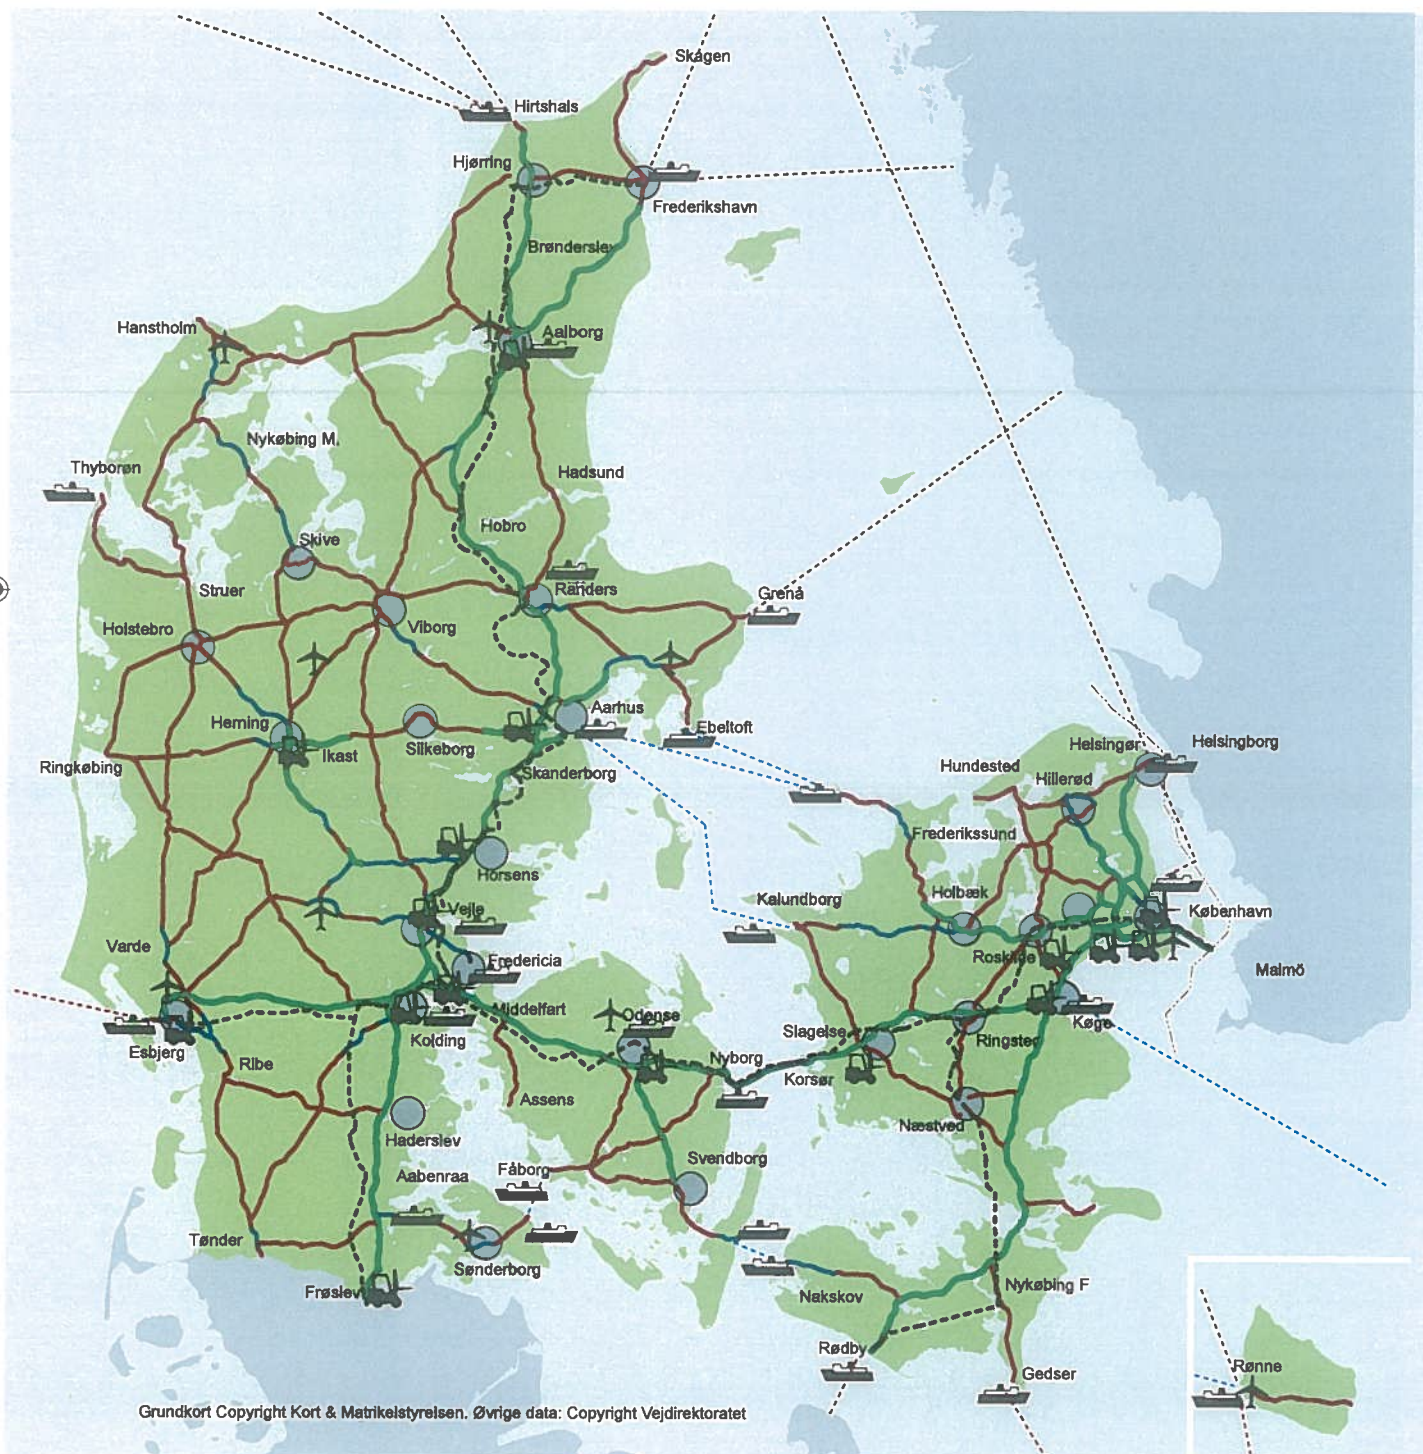 Skagen
Hirtshals
Hjørring
Frederikshavn
Brønderslev
Hanstholm
Aalborg
Nykøbing M.
Thyborøn
Hadsund
Hobro
Skive
Struer
Randers
Grenå
Holstebro
Viborg
Herning
Aarhus
Ebeltoft
Ikast
Silkeborg
Ringkøbing
Skanderborg
Helsingør
Helsingborg
Hundested
Hillerød
Frederikssund
Horsens
Kalundborg
Holbæk
Vejle
København
Varde
Fredericia
Roskilde
Malmö
Middelfart
Odense
Esbjerg
Kolding
Slagelse
Ringsted
Køge
Ribe
Nyborg
Korsør
Assens
Haderslev
Næstved
Aabenraa
Fåborg
Svendborg
Tønder
Sønderborg
Frøslev
Nakskov
Nykøbing F
Rødby
Gedser
Rønne
Grundkort Copyright Kort & Matrikelstyrelsen. Øvrige data: Copyright Vejdirektoratet